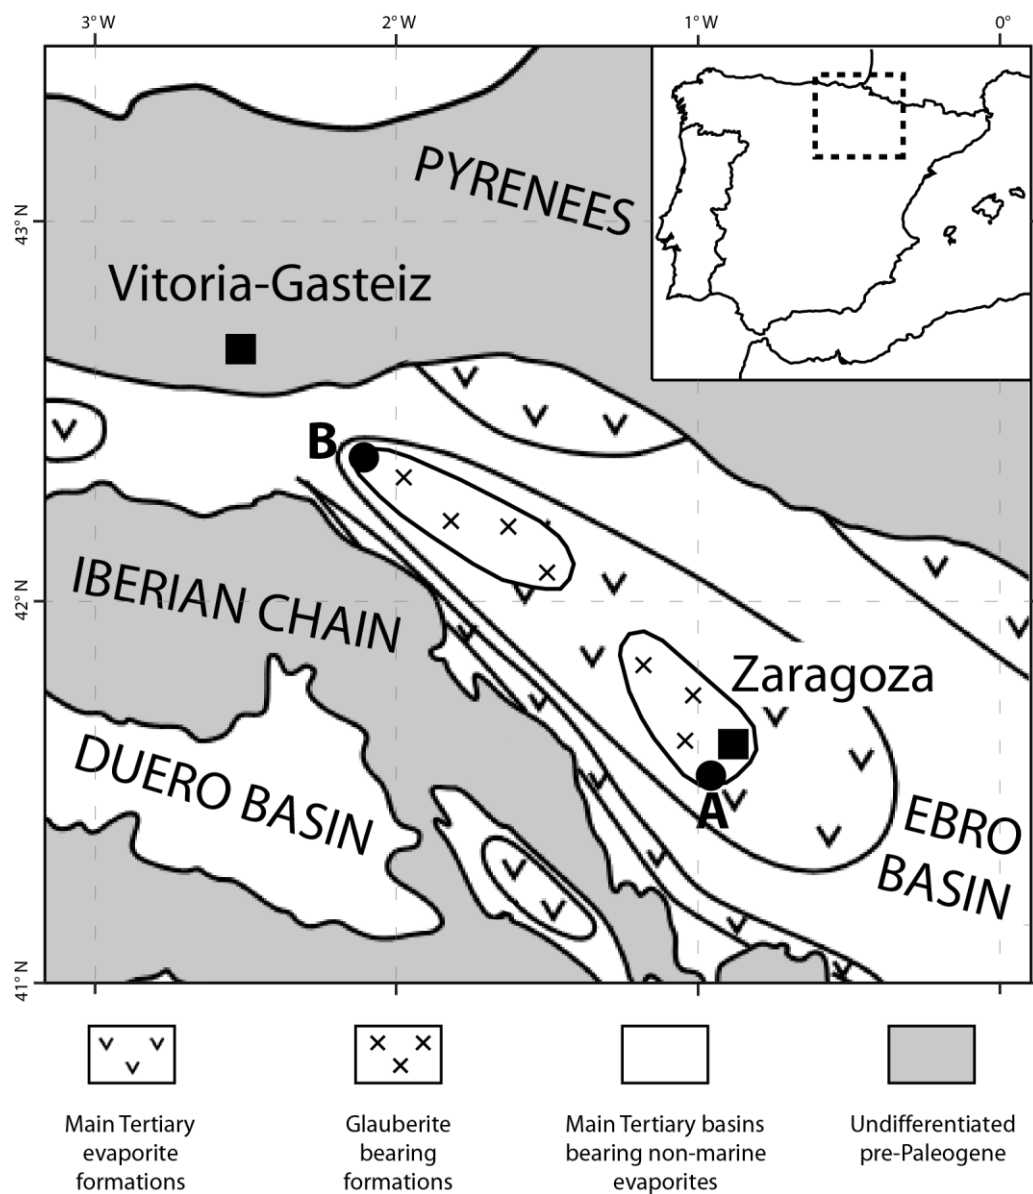 3°W
2°W
1°W
0°
43°N
42°N
41°N
PYRENEES
Vitoria-Gasteiz
B
IBERIAN CHAIN
Zaragoza
DUERO BASIN
A
EBRO
BASIN
Main Tertiary
evaporite
formations
Glauberite
bearing
formations
Main Tertiary basins
bearing non-marine
evaporites
Undifferentiated
pre-Paleogene